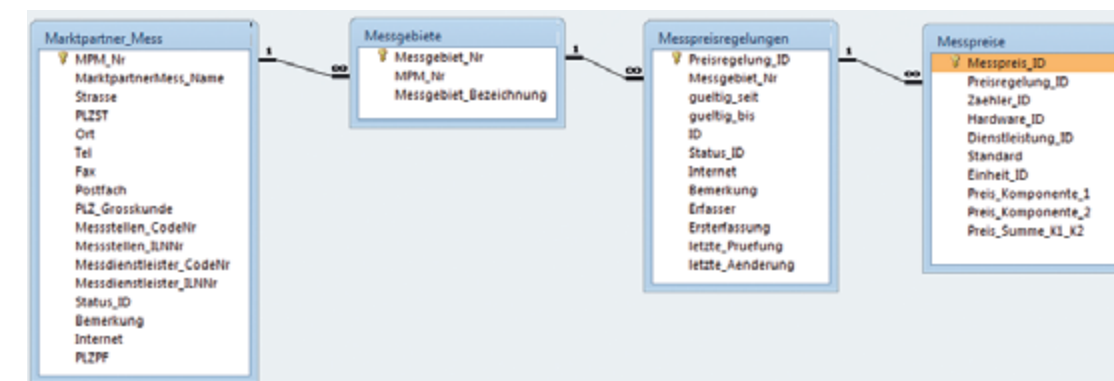 Marktpartner_Mess
MPM_Nr
MarktpartnerMess_Name
Strasse
PLZST
Ort
Tel
Fax
Postfach
PLZ_Grosskunde
Messstellen_CodeNr
Messstellen_ILNNr
Messdienstleister_CodeNr
Messdienstleister_ILNNr
Status_ID
Bemerkung
Internet
PLZPF
1
∞
Messgebiete
Messgebiet_Nr
MPM_Nr
Messgebiet_Bezeichnung
1
∞
Messpreisregelungen
Preisregelung_ID
Messgebiet_Nr
gueltig_seit
gueltig_bis
ID
Status_ID
Internet
Bemerkung
Erfasser
Ersterfassung
letzte_Pruefung
letzte_Aenderung
1
∞
Messpreise
Messpreis_ID
Preisregelung_ID
Zaehler_ID
Hardware_ID
Dienstleistung_ID
Standard
Einheit_ID
Preis_Komponente_1
Preis_Komponente_2
Preis_Summe_K1_K2